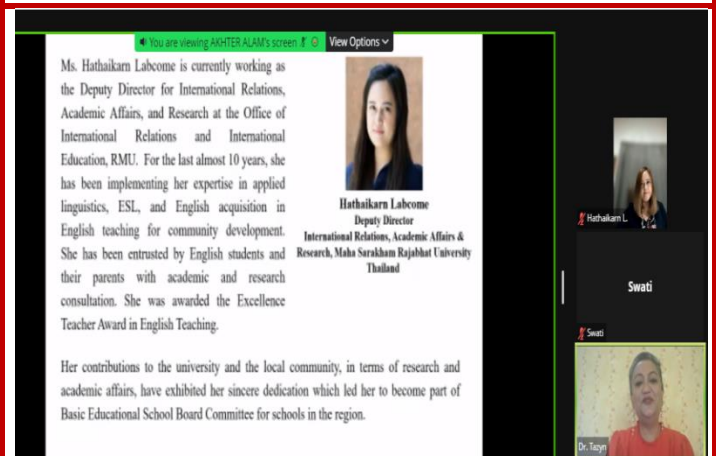 You are viewing AKHTER ALAM's screen
View Options
Ms. Hathaikarn Labcome is currently working as
the Deputy Director for International Relations,
Academic Affairs, and Research at the Office of
International Relations and International
Education, RMU. For the last almost 10 years, she
has been implementing her expertise in applied
linguistics, ESL, and English acquisition in
English teaching for community development.
She has been entrusted by English students and
their parents with academic and research
consultation. She was awarded the Excellence
Teacher Award in English Teaching.
Hathaikarn Labcome
Deputy Director
International Relations, Academic Affairs &
Research, Maha Sarakham Rajabhat University
Thailand
Her contributions to the university and the local community, in terms of research and
academic affairs, have exhibited her sincere dedication which led her to become part of
Basic Educational School Board Committee for schools in the region.
Hathaikarn L.
Swati
Swati
Dr. Tazyn